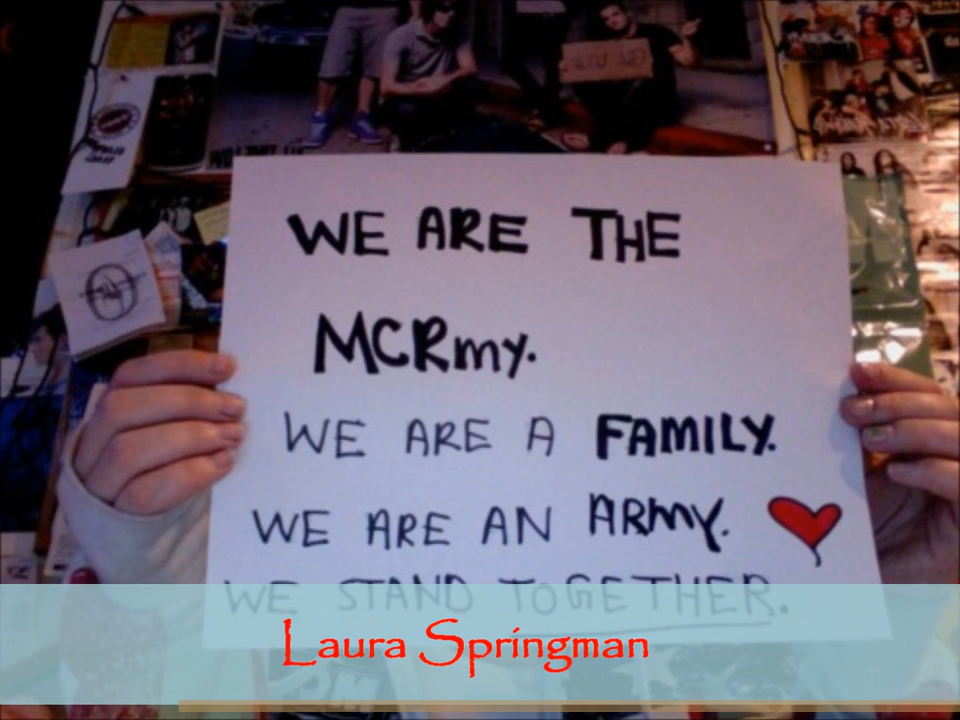 WE ARE THE
MCRmy.
WE ARE A FAMILY.
WE ARE AN ARMY.
WE STAND TOGETHER.
Laura Springman